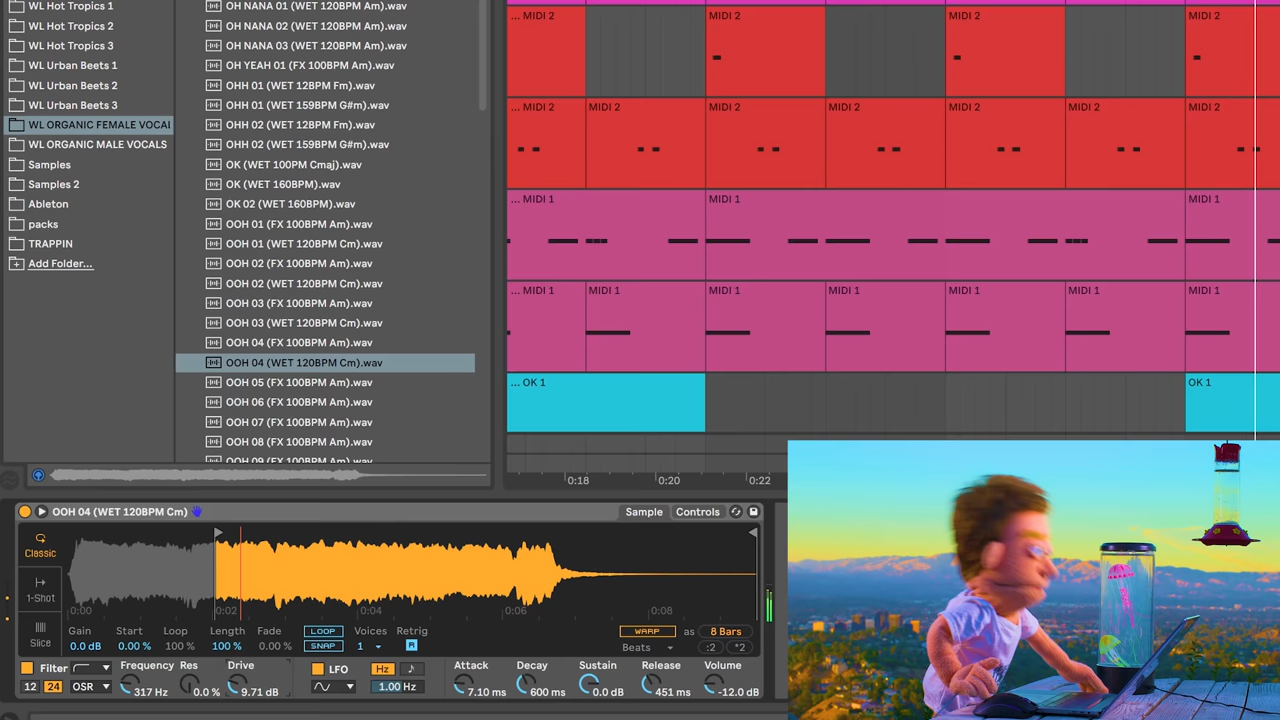 WL Hot Tropics 1
WL Hot Tropics 2
WL Hot Tropics 3
WL Urban Beets 1
WL Urban Beets 2
WL Urban Beets 3
WL ORGANIC FEMALE VOCAL
WL ORGANIC MALE VOCALS
Samples
Samples 2
Ableton
packs
TRAPPIN
Add Folder...
OH NANA 01 (WET 120BPM Am).wav
OH NANA 02 (WET 120BPM Am).wav
OH NANA 03 (WET 120BPM Am).wav
OH YEAH 01 (FX 100BPM Am).wav
OHH 01 (WET 12BPM Fm).wav
OHH 01 (WET 159BPM G#m).wav
OHH 02 (WET 12BPM Fm).wav
OHH 02 (WET 159BPM G#m).wav
OK (WET 100PM Cmaj).wav
OK (WET 160BPM).wav
OK 02 (WET 160BPM).wav
OOH 01 (FX 100BPM Am).wav
OOH 01 (WET 120BPM Cm).wav
OOH 02 (FX 100BPM Am).wav
OOH 02 (WET 120BPM Cm).wav
OOH 03 (FX 100BPM Am).wav
OOH 03 (WET 120BPM Cm).wav
OOH 04 (FX 100BPM Am).wav
OOH 04 (WET 120BPM Cm).wav
OOH 05 (FX 100BPM Am).wav
OOH 06 (FX 100BPM Am).wav
OOH 07 (FX 100BPM Am).wav
OOH 08 (FX 100BPM Am).wav
OOH 09 (FX 100BPM Am).wav
... MIDI 2 MIDI 2 MIDI 2 MIDI 2
... MIDI 2 MIDI 2 MIDI 2 MIDI 2 MIDI 2 MIDI 2 MIDI 2
... MIDI 1 MIDI 1 MIDI 1
... MIDI 1 MIDI 1 MIDI 1 MIDI 1 MIDI 1 MIDI 1 MIDI 1
... OK 1 OK 1
0:18 0:20 0:22
OOH 04 (WET 120BPM Cm) Sample Controls
Classic
1-Shot
Slice
0:00 0:02 0:04 0:06 0:08
Gain Start Loop Length Fade LOOP Voices Retrig WARP as 8 Bars
0.0 dB 0.00 % 100 % 100 % 0.00 % SNAP 1 R Beats :2 *2
Filter Frequency Res Drive LFO Hz Attack Decay Sustain Release Volume
12 24 OSR 317 Hz 0.0 % 9.71 dB 1.00 Hz 7.10 ms 600 ms 0.0 dB 451 ms -12.0 dB